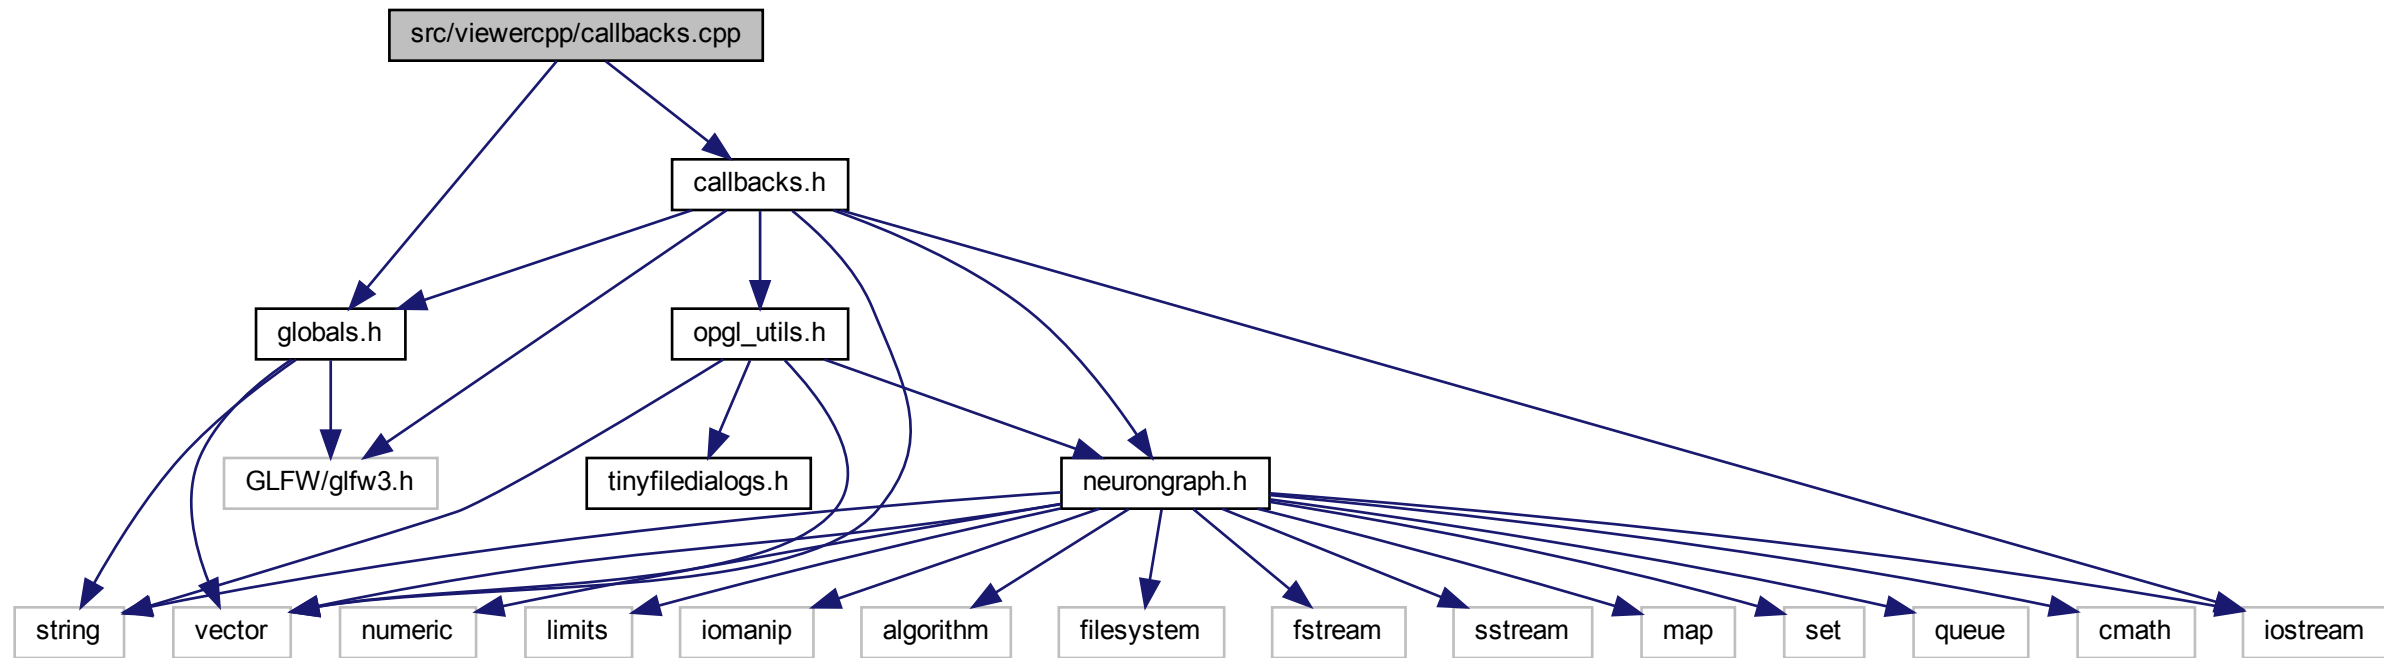 src/viewercpp/callbacks.cpp
callbacks.h
globals.h
opgl_utils.h
GLFW/glfw3.h
tinyfiledialogs.h
neurongraph.h
string
vector
numeric
limits
iomanip
algorithm
filesystem
fstream
sstream
map
set
queue
cmath
iostream